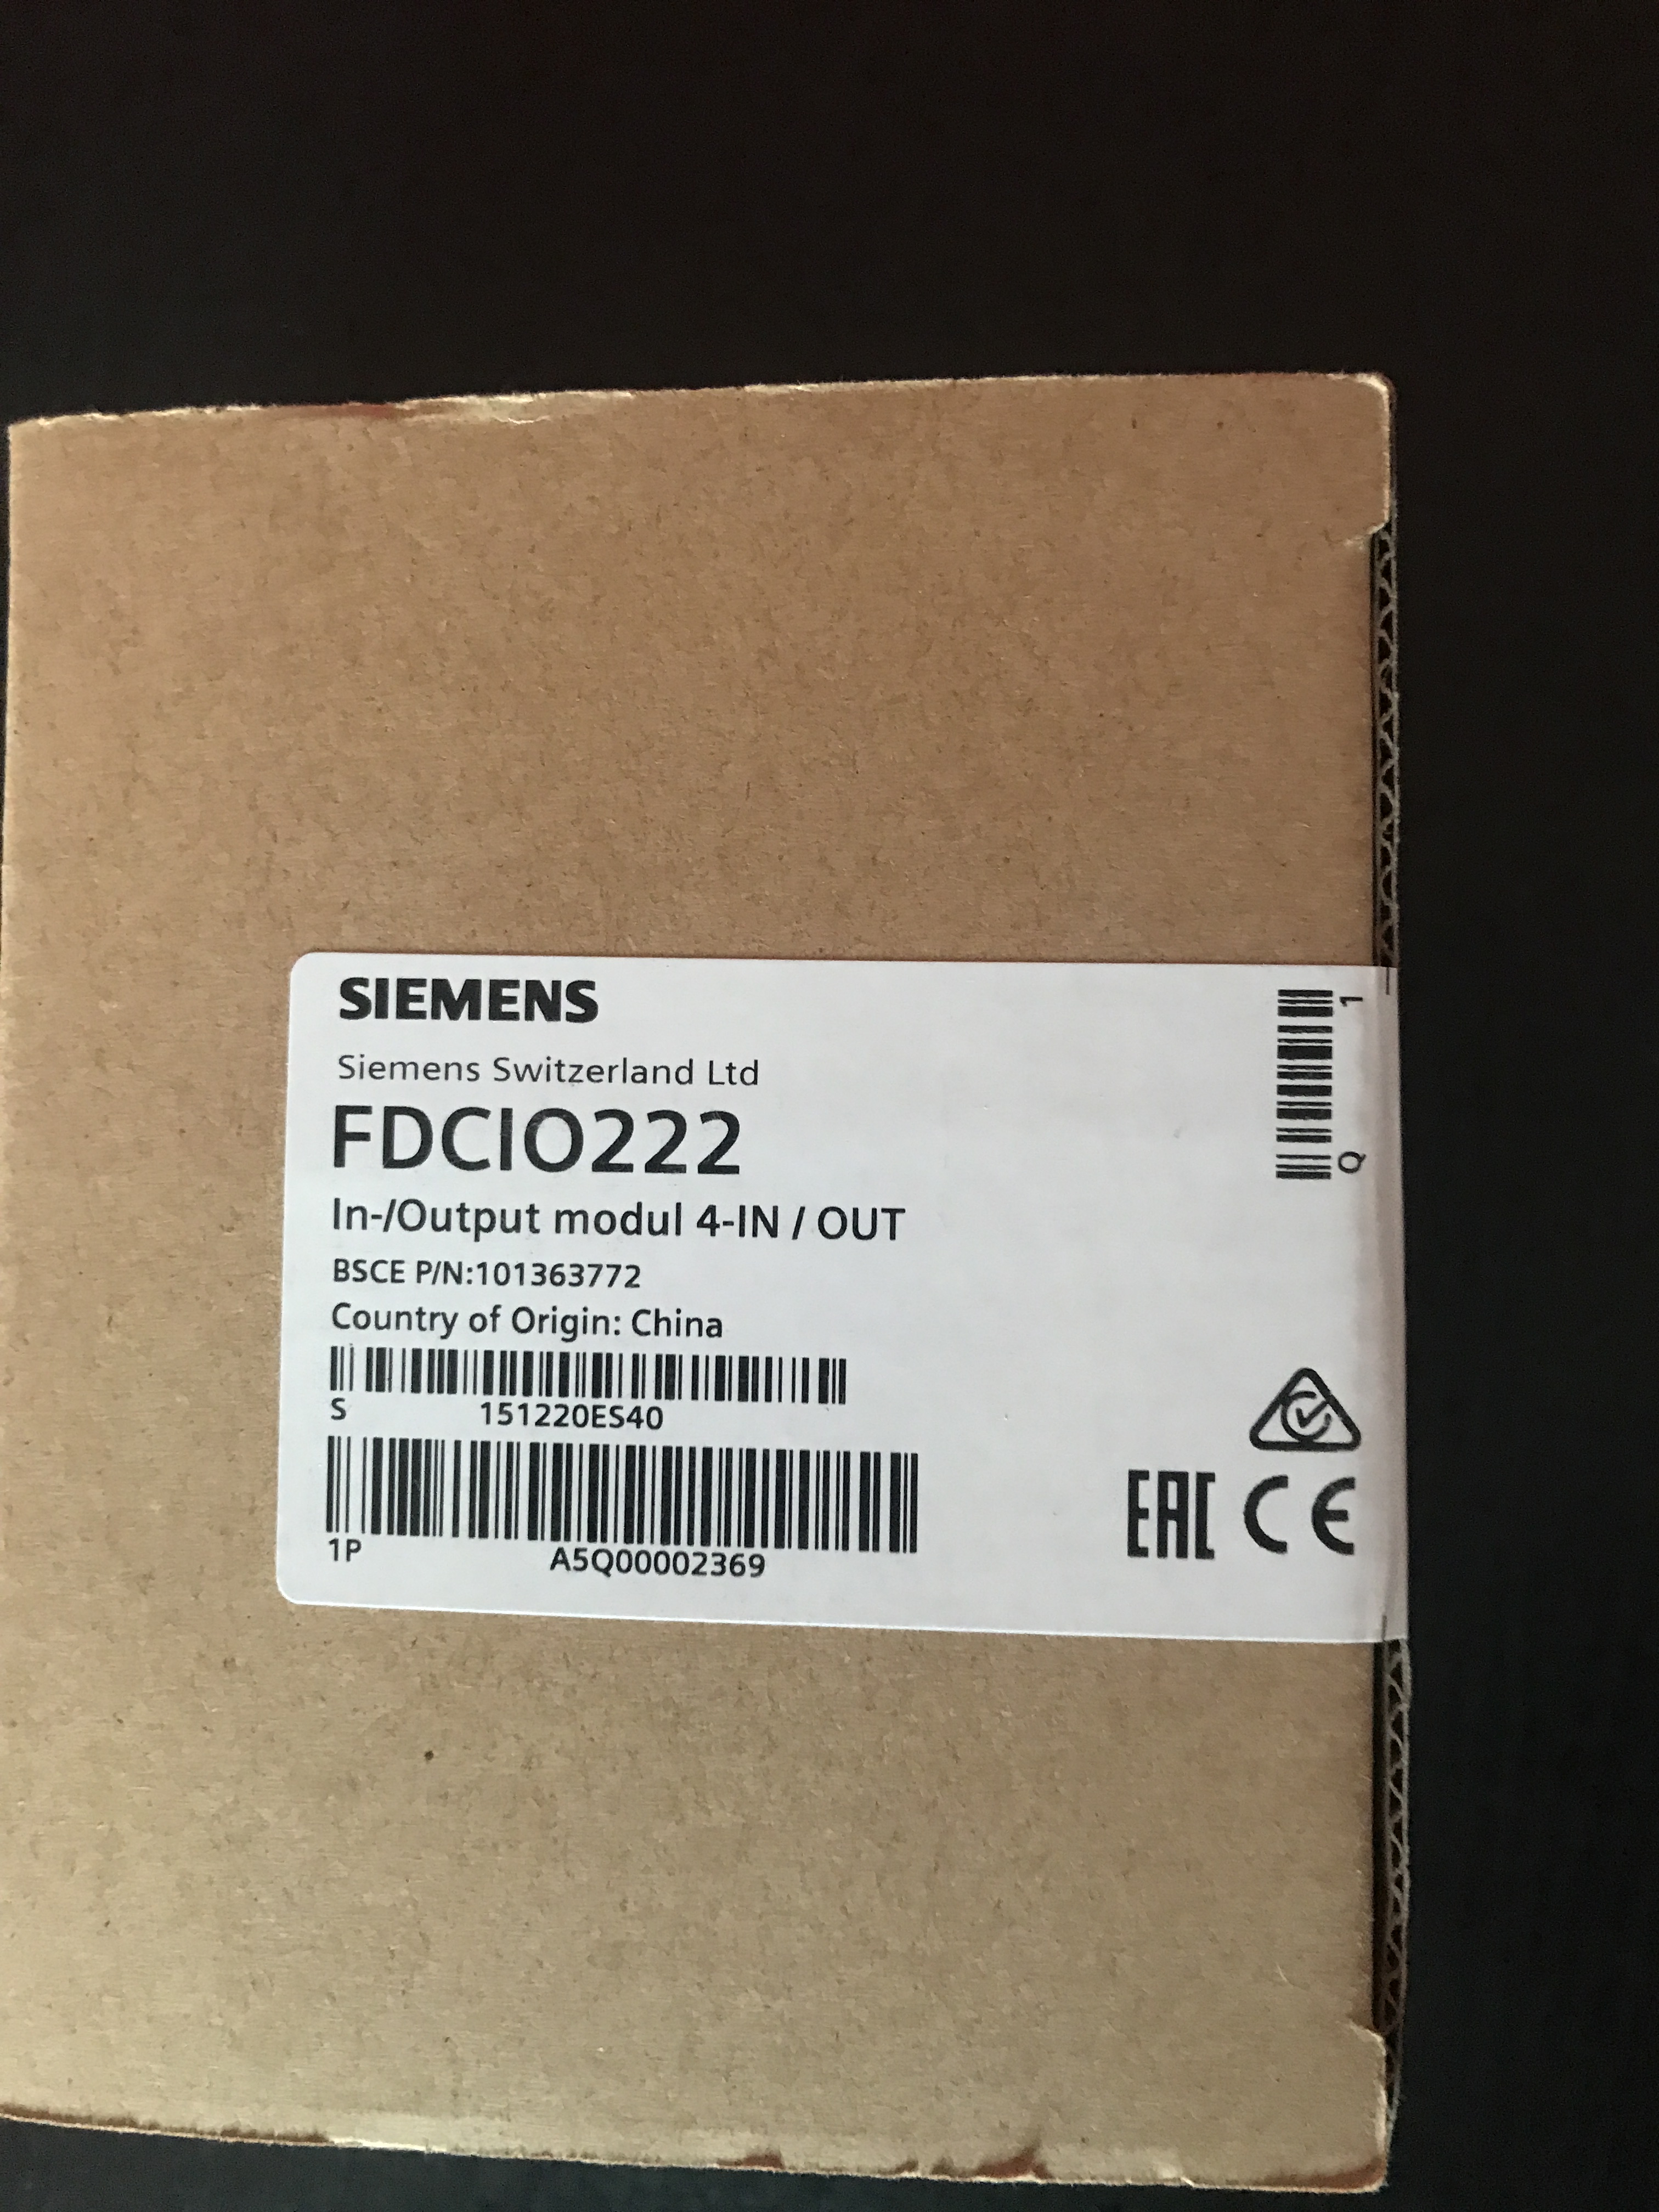 SIEMENS
Siemens Switzerland Ltd
FDCIO222
In-/Output modul 4-IN / OUT
BSCE P/N:101363772
Country of Origin: China
S 151220ES40
1P A5Q00002369
Q 1
EAC CE